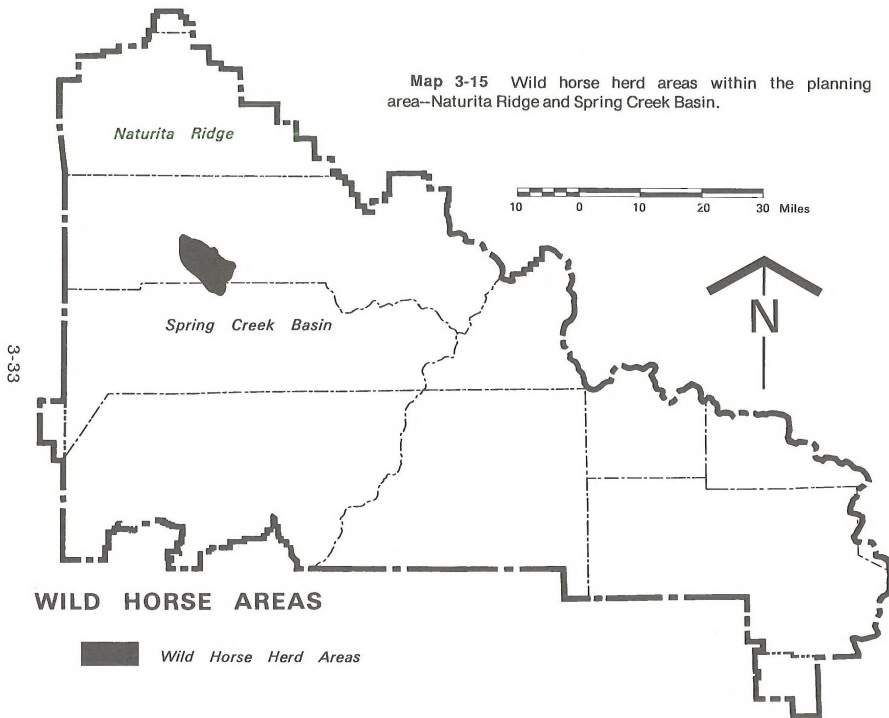 Map 3-15 Wild horse herd areas within the planning
area--Naturita Ridge and Spring Creek Basin.
Naturita Ridge
10 0 10 20 30 Miles
N
Spring Creek Basin
3-33
WILD HORSE AREAS
Wild Horse Herd Areas